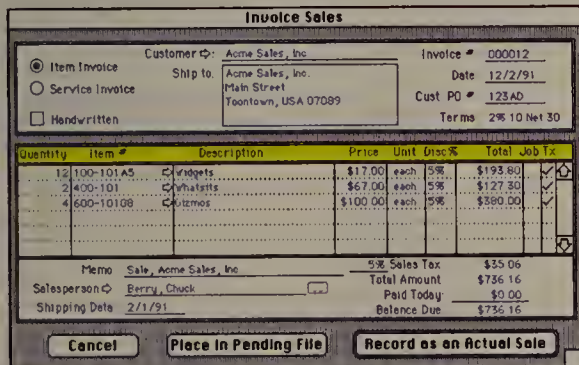 Invoice Sales
Customer: Acme Sales, Inc
Item Invoice
Service Invoice
Handwritten
Ship to: Acme Sales, Inc.
Main Street
Toontown, USA 07089
Invoice # 000012
Date 12/2/91
Cust PO # 123AD
Terms 2% 10 Net 30
Quantity Item # Description Price Unit Disc% Total Job Tx
12 100-101A5 Widgets $17.00 each 5% $193.80
2 400-101 Whatsits $67.00 each 5% $127.30
4 600-101G8 Gizmos $100.00 each 5% $380.00
Memo Sale, Acme Sales, Inc
Salesperson Berry, Chuck
Shipping Date 2/1/91
5% Sales Tax $35.06
Total Amount $736.16
Paid Today $0.00
Balance Due $736.16
Cancel
Place in Pending File
Record as an Actual Sale